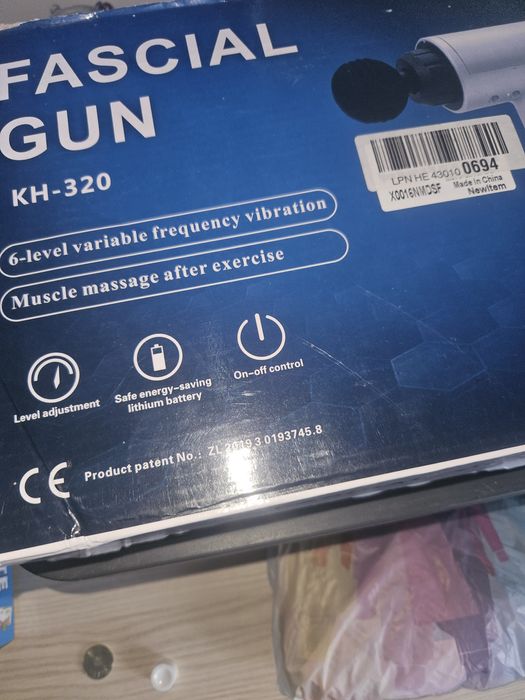 FASCIAL
GUN
KH-320
LPN HE 43010 0694
X0016NMDSF Made In China
NewItem
6-level variable frequency vibration
Muscle massage after exercise
Level adjustment
Safe energy-saving
lithium battery
On-off control
CE
Product patent No.: ZL 2019 3 0193745.8